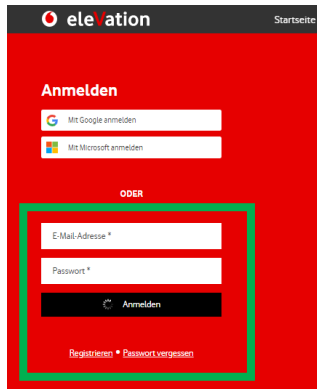 eleVation
Startseite
Anmelden
Mit Google anmelden
Mit Microsoft anmelden
ODER
E-Mail-Adresse *
Passwort *
Anmelden
Registrieren • Passwort vergessen